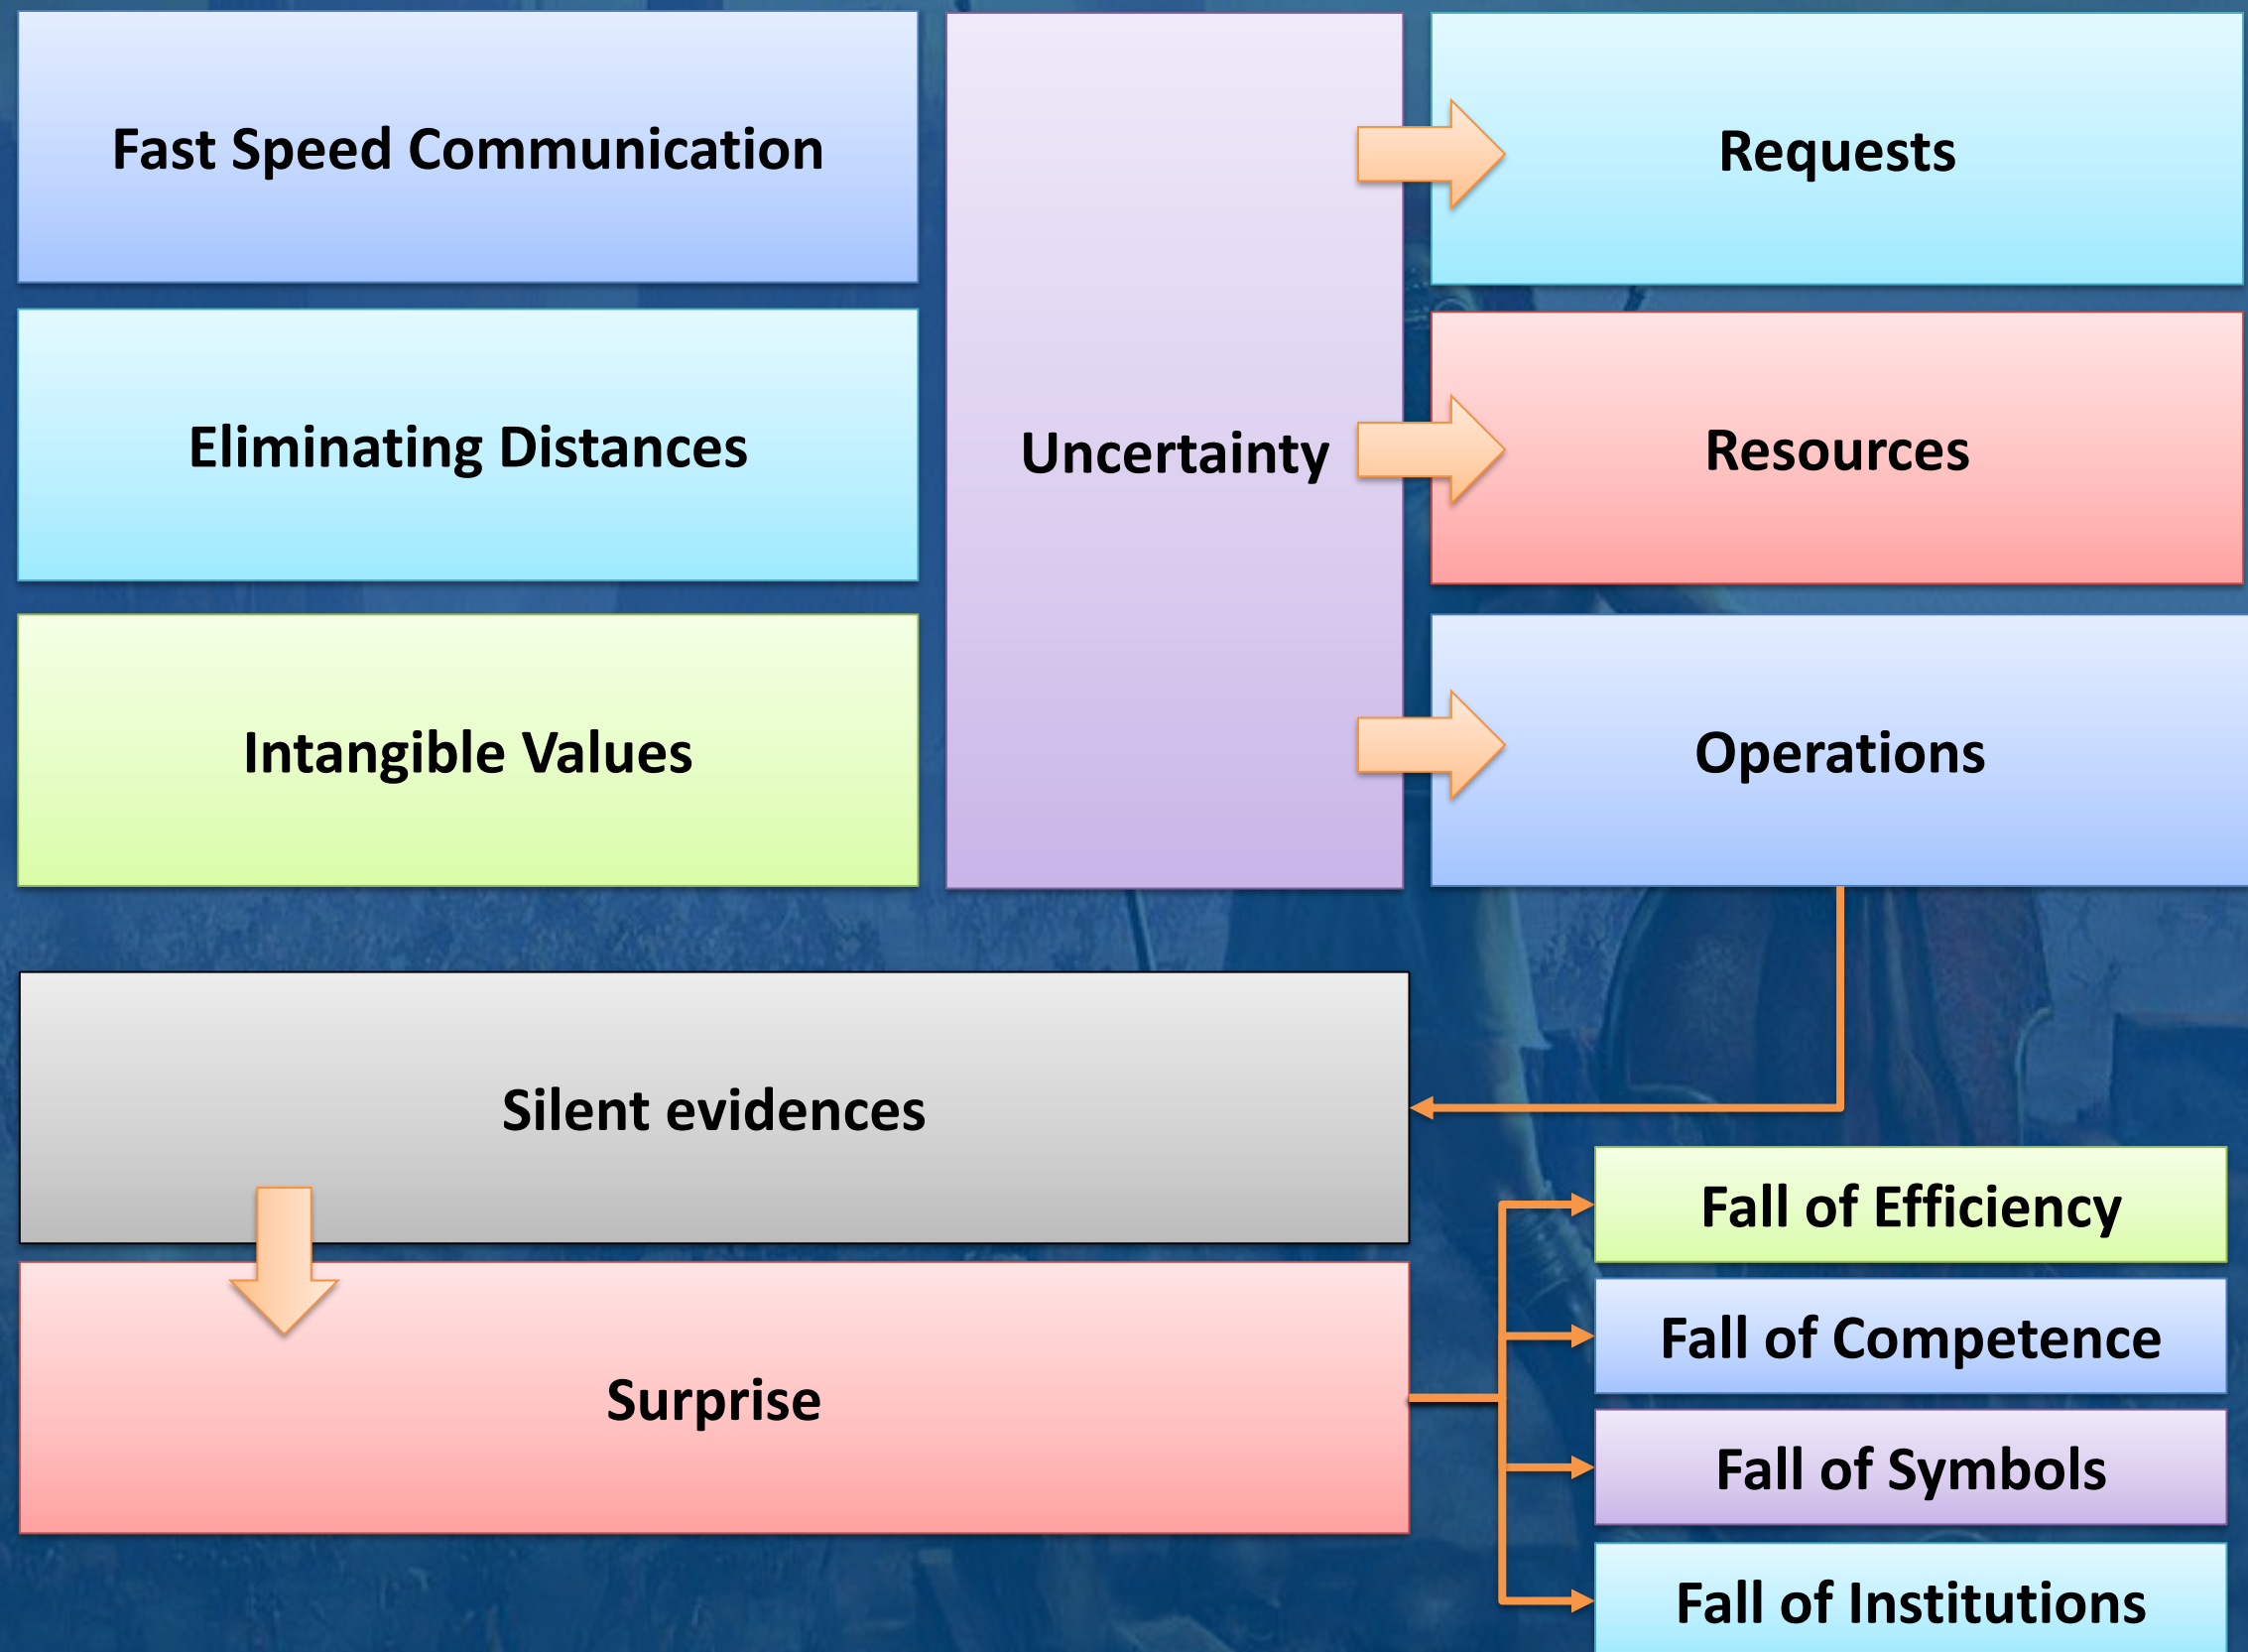 Fast Speed Communication
Eliminating Distances
Intangible Values
Uncertainty
Requests
Resources
Operations
Silent evidences
Surprise
Fall of Efficiency
Fall of Competence
Fall of Symbols
Fall of Institutions